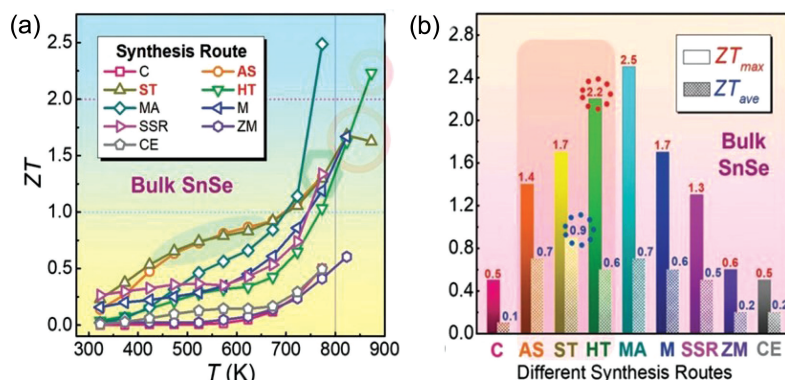 (a)
2.5
2.0
1.5
1.0
0.5
0.0
ZT
Synthesis Route
C AS
ST HT
MA M
SSR ZM
CE
Bulk SnSe
300 400 500 600 700 800 900
T (K)
(b)
2.8
2.4
2.0
1.6
1.2
0.8
0.4
0.0
ZTmax
ZTave
Bulk
SnSe
0.5 0.1
1.4 0.7
1.7 0.9
2.2 0.6
2.5 0.7
1.7 0.6
1.3 0.5
0.6 0.2
0.5 0.2
C AS ST HT MA M SSR ZM CE
Different Synthesis Routes